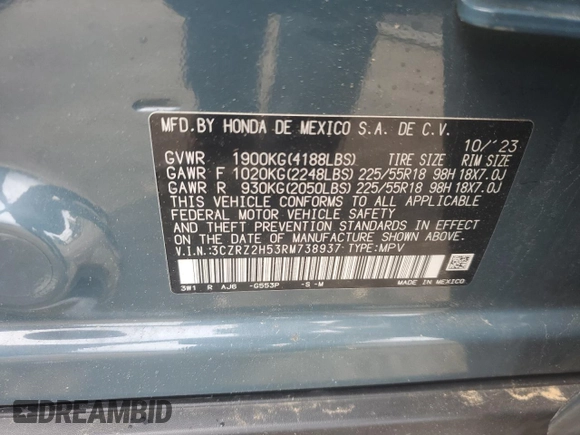 MFD.BY HONDA DE MEXICO S.A. DE C.V.
10/'23
GVWR 1900KG(4188LBS) TIRE SIZE RIM SIZE
GAWR F 1020KG(2248LBS) 225/55R18 98H 18X7.0J
GAWR R 930KG(2050LBS) 225/55R18 98H 18X7.0J
THIS VEHICLE CONFORMS TO ALL APPLICABLE
FEDERAL MOTOR VEHICLE SAFETY
AND THEFT PREVENTION STANDARDS IN EFFECT
ON THE DATE OF MANUFACTURE SHOWN ABOVE.
V.I.N.:3CZRZ2H53RM738937 TYPE:MPV
3W1 R AJ6 -G553P -S -M
MADE IN MEXICO
DREAMBID